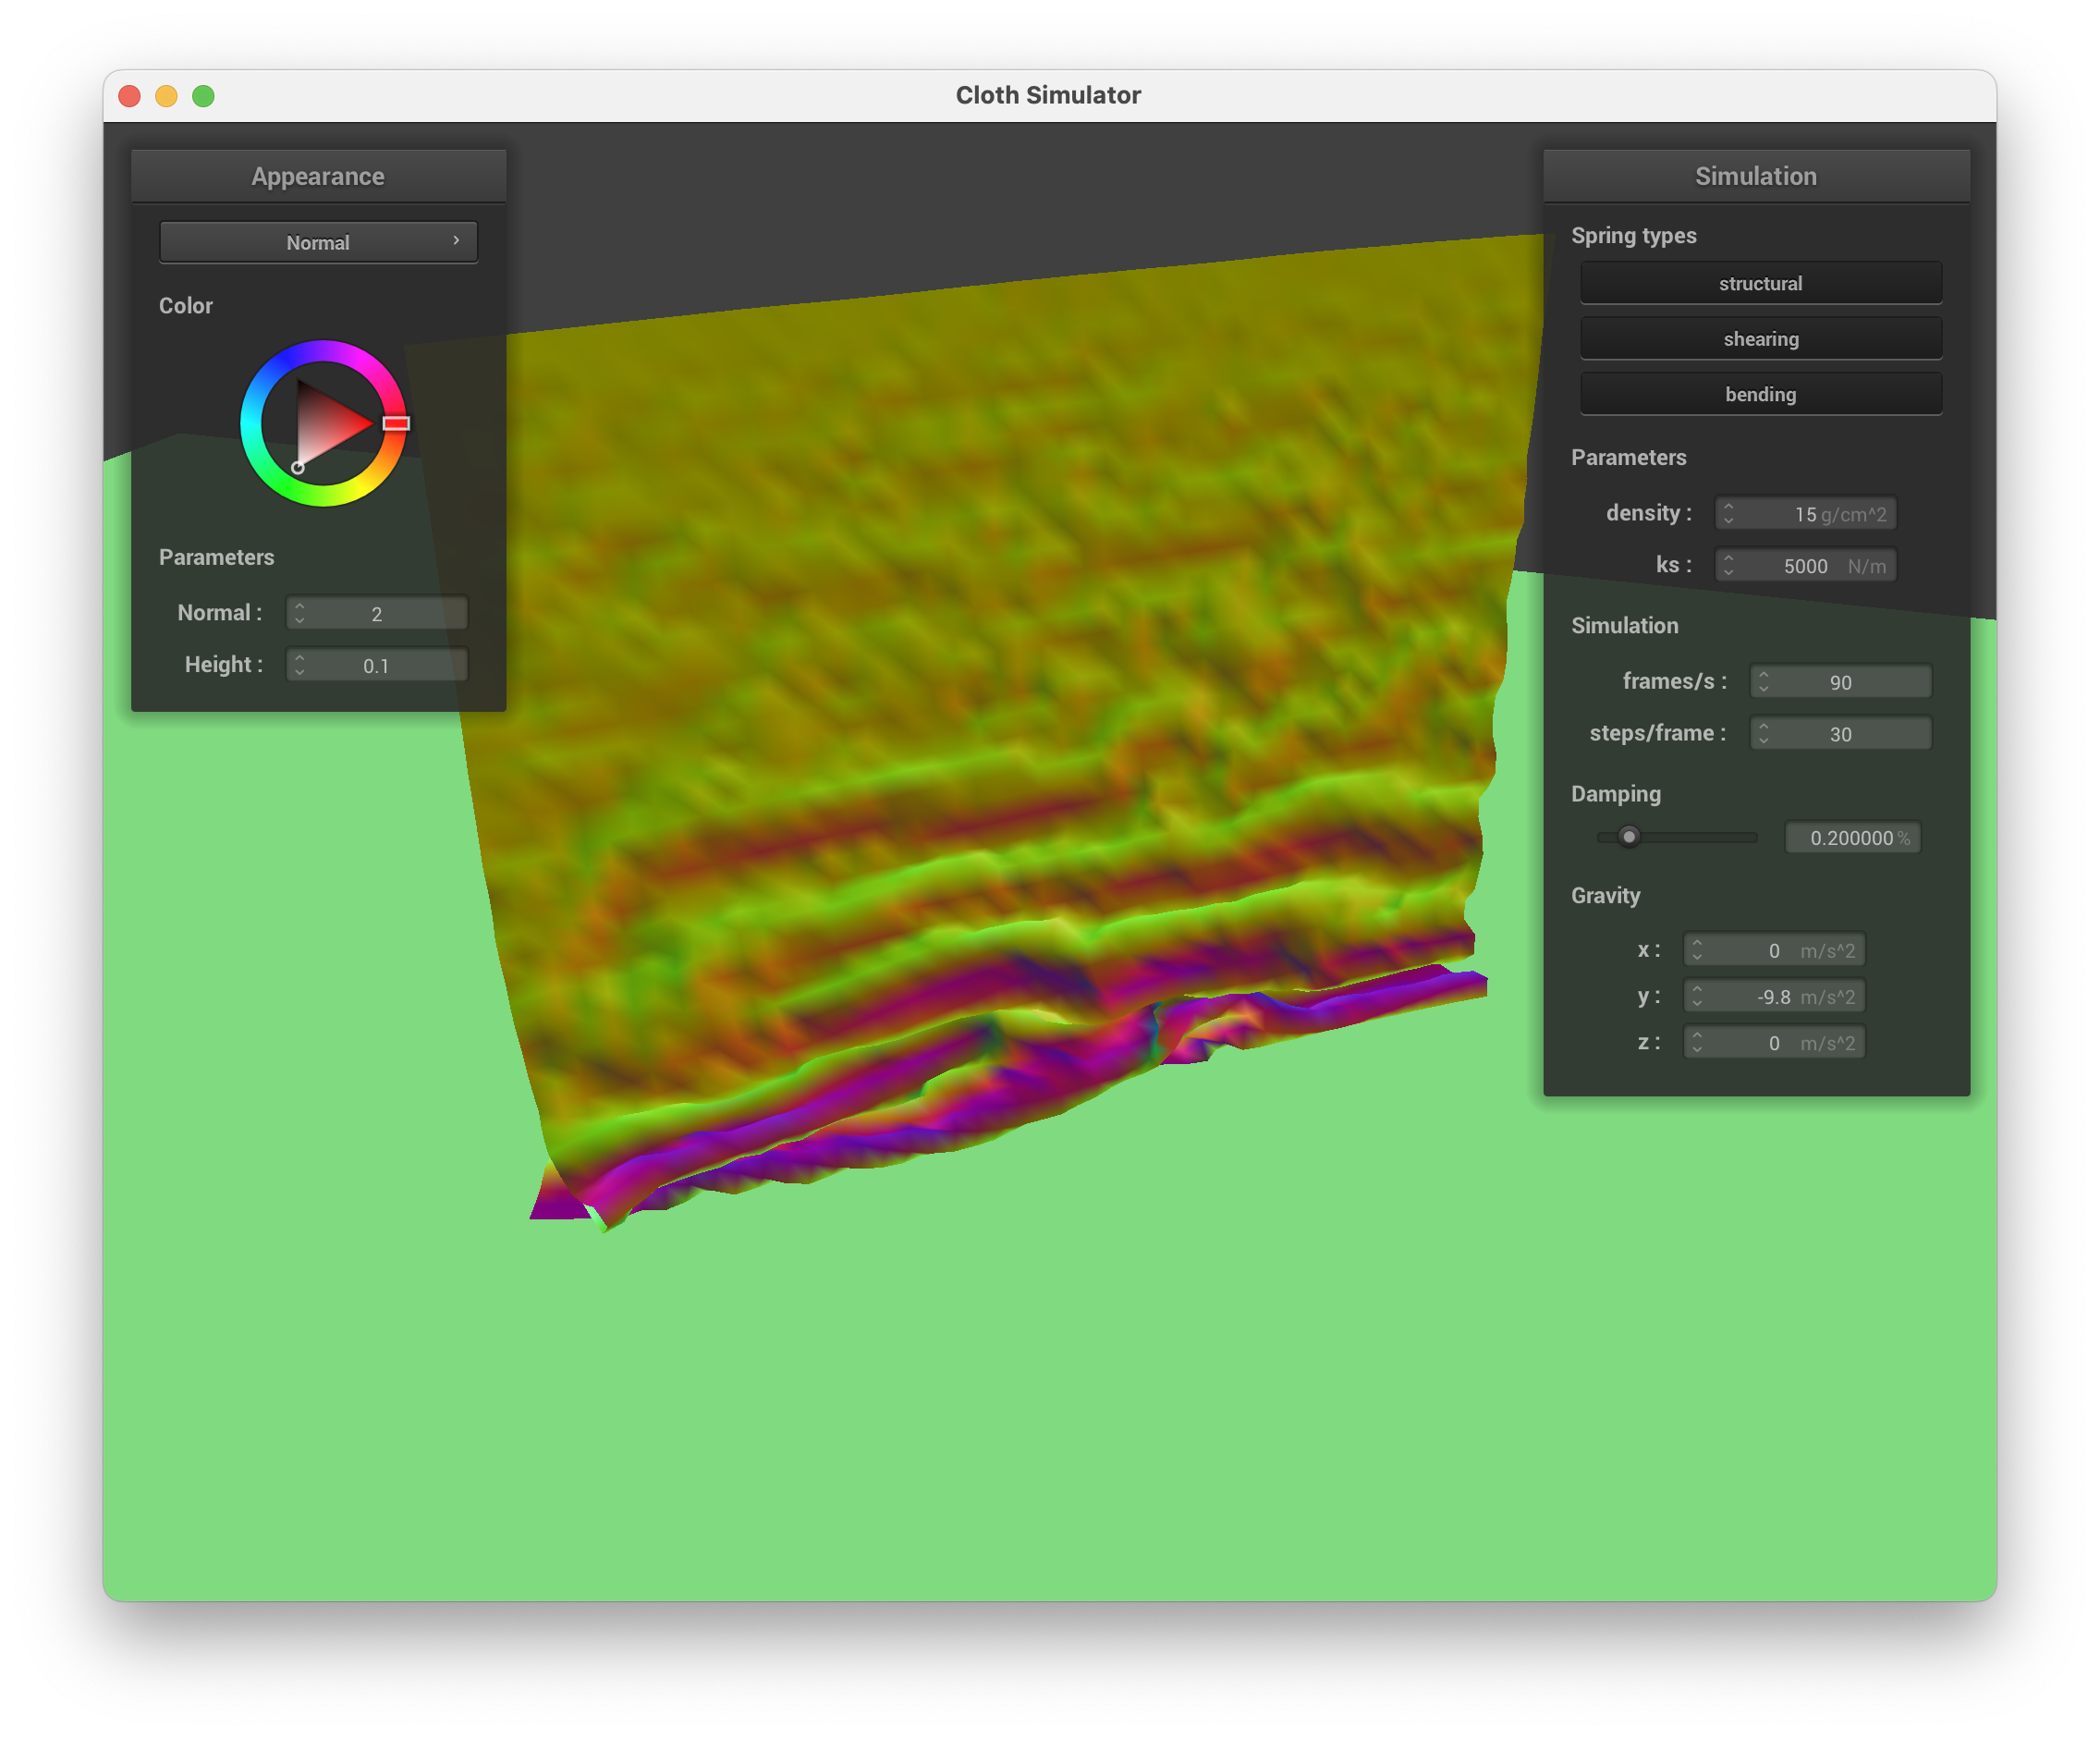 Cloth Simulator
Appearance
Normal
Color
Parameters
Normal : 2
Height : 0.1
Simulation
Spring types
structural
shearing
bending
Parameters
density : 15 g/cm^2
ks : 5000 N/m
Simulation
frames/s : 90
steps/frame : 30
Damping
0.200000 %
Gravity
x : 0 m/s^2
y : -9.8 m/s^2
z : 0 m/s^2